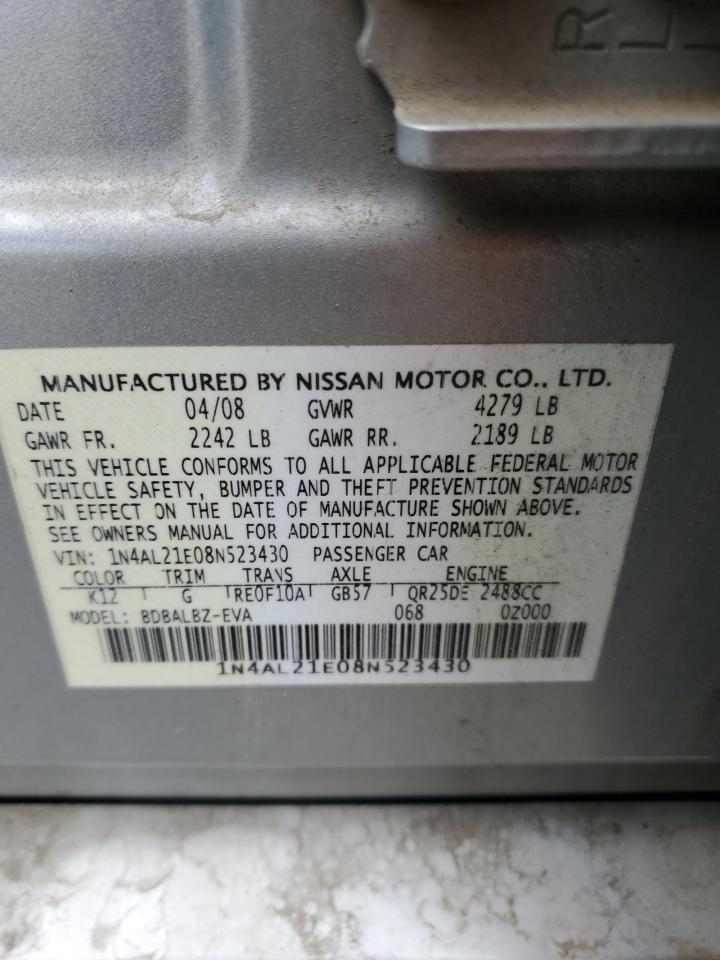 R
L
MANUFACTURED BY NISSAN MOTOR CO., LTD.
DATE 04/08 GVWR 4279 LB
GAWR FR. 2242 LB GAWR RR. 2189 LB
THIS VEHICLE CONFORMS TO ALL APPLICABLE FEDERAL MOTOR
VEHICLE SAFETY, BUMPER AND THEFT PREVENTION STANDARDS
IN EFFECT ON THE DATE OF MANUFACTURE SHOWN ABOVE.
SEE OWNERS MANUAL FOR ADDITIONAL INFORMATION.
VIN: 1N4AL21E08N523430 PASSENGER CAR
COLOR TRIM TRANS AXLE ENGINE
K12 G RE0F10A GB57 QR25DE 2488CC
MODEL: BDBALBZ-EVA 068 02000
1N4AL21E08N523430